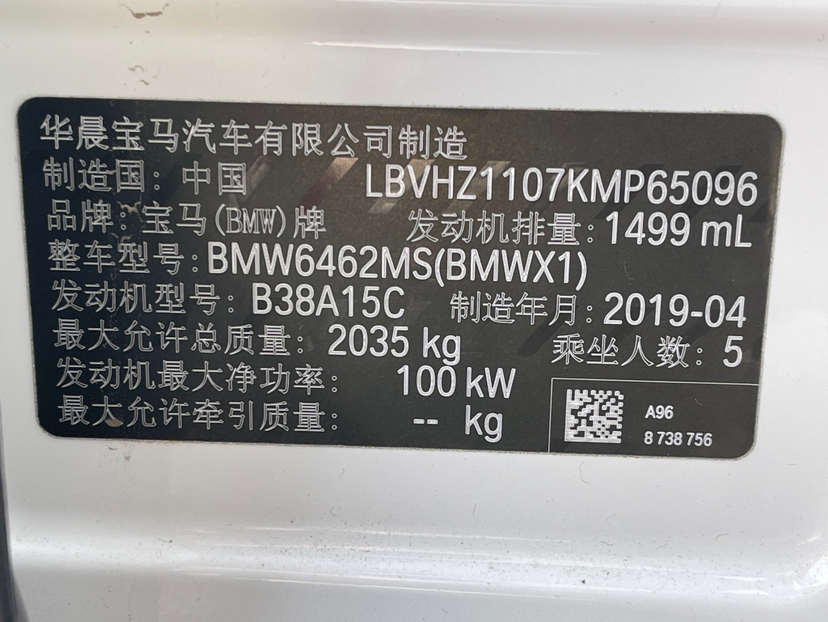 华晨宝马汽车有限公司制造
制造国：中国 LBVHZ1107KMP65096
品牌：宝马(BMW)牌 发动机排量：1499 mL
整车型号：BMW6462MS(BMWX1)
发动机型号：B38A15C 制造年月：2019-04
最大允许总质量：2035 kg 乘坐人数：5
发动机最大净功率：100 kW
最大允许牵引质量：-- kg
A96
8 738 756